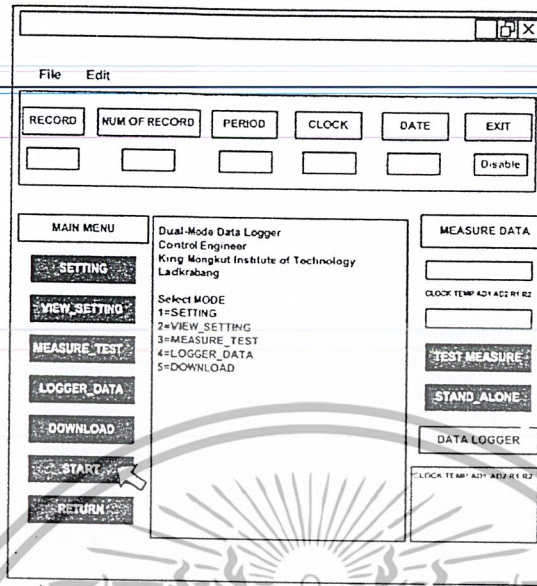 File Edit
RECORD NUM OF RECORD PERIOD CLOCK DATE EXIT
Disable
MAIN MENU
SETTING
VIEW_SETTING
MEASURE_TEST
LOGGER_DATA
DOWNLOAD
START
RETURN
Dual-Mode Data Logger
Control Engineer
King Mongkut Institute of Technology
Ladkrabang
Select MODE
1=SETTING
2=VIEW_SETTING
3=MEASURE_TEST
4=LOGGER_DATA
5=DOWNLOAD
MEASURE DATA
CLOCK TEMP AD1 AD2 R1 R2
TEST MEASURE
STAND_ALONE
DATA LOGGER
CLOCK TEMP AD1 AD2 R1 R2